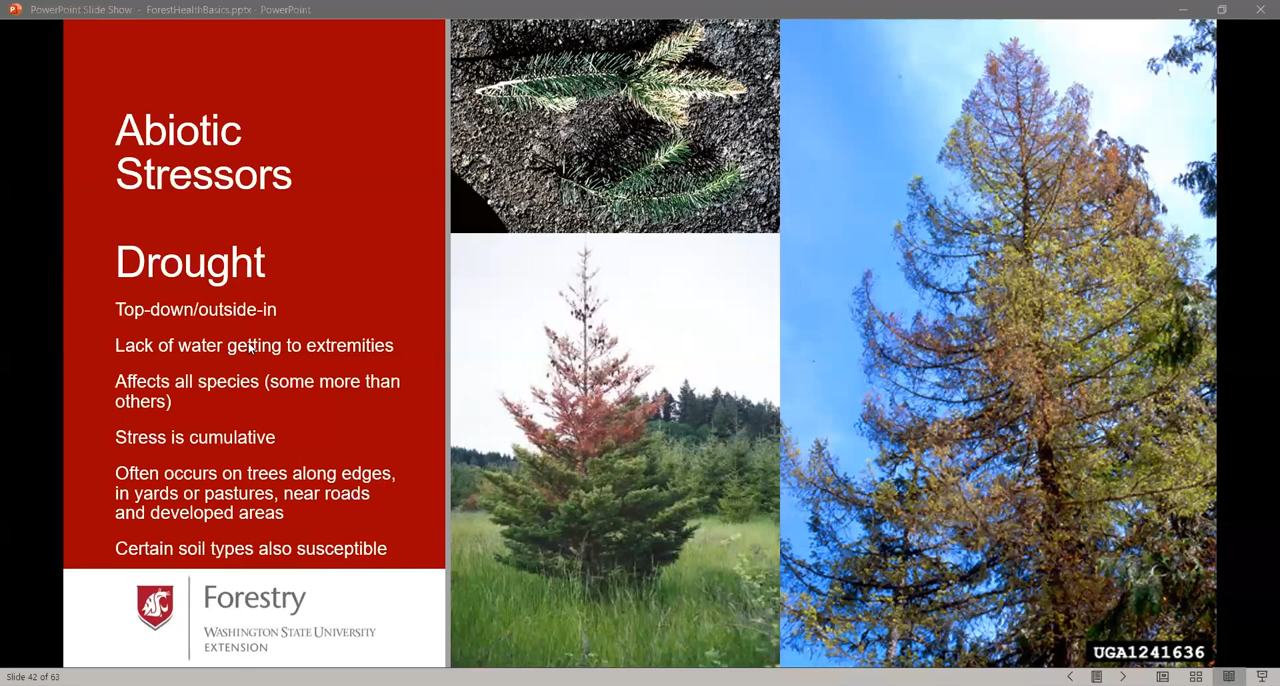 PowerPoint Slide Show - ForestHealthBasics.pptx - PowerPoint
Abiotic
Stressors
Drought
Top-down/outside-in
Lack of water getting to extremities
Affects all species (some more than
others)
Stress is cumulative
Often occurs on trees along edges,
in yards or pastures, near roads
and developed areas
Certain soil types also susceptible
Forestry
WASHINGTON STATE UNIVERSITY
EXTENSION
UGA1241636
Slide 42 of 63